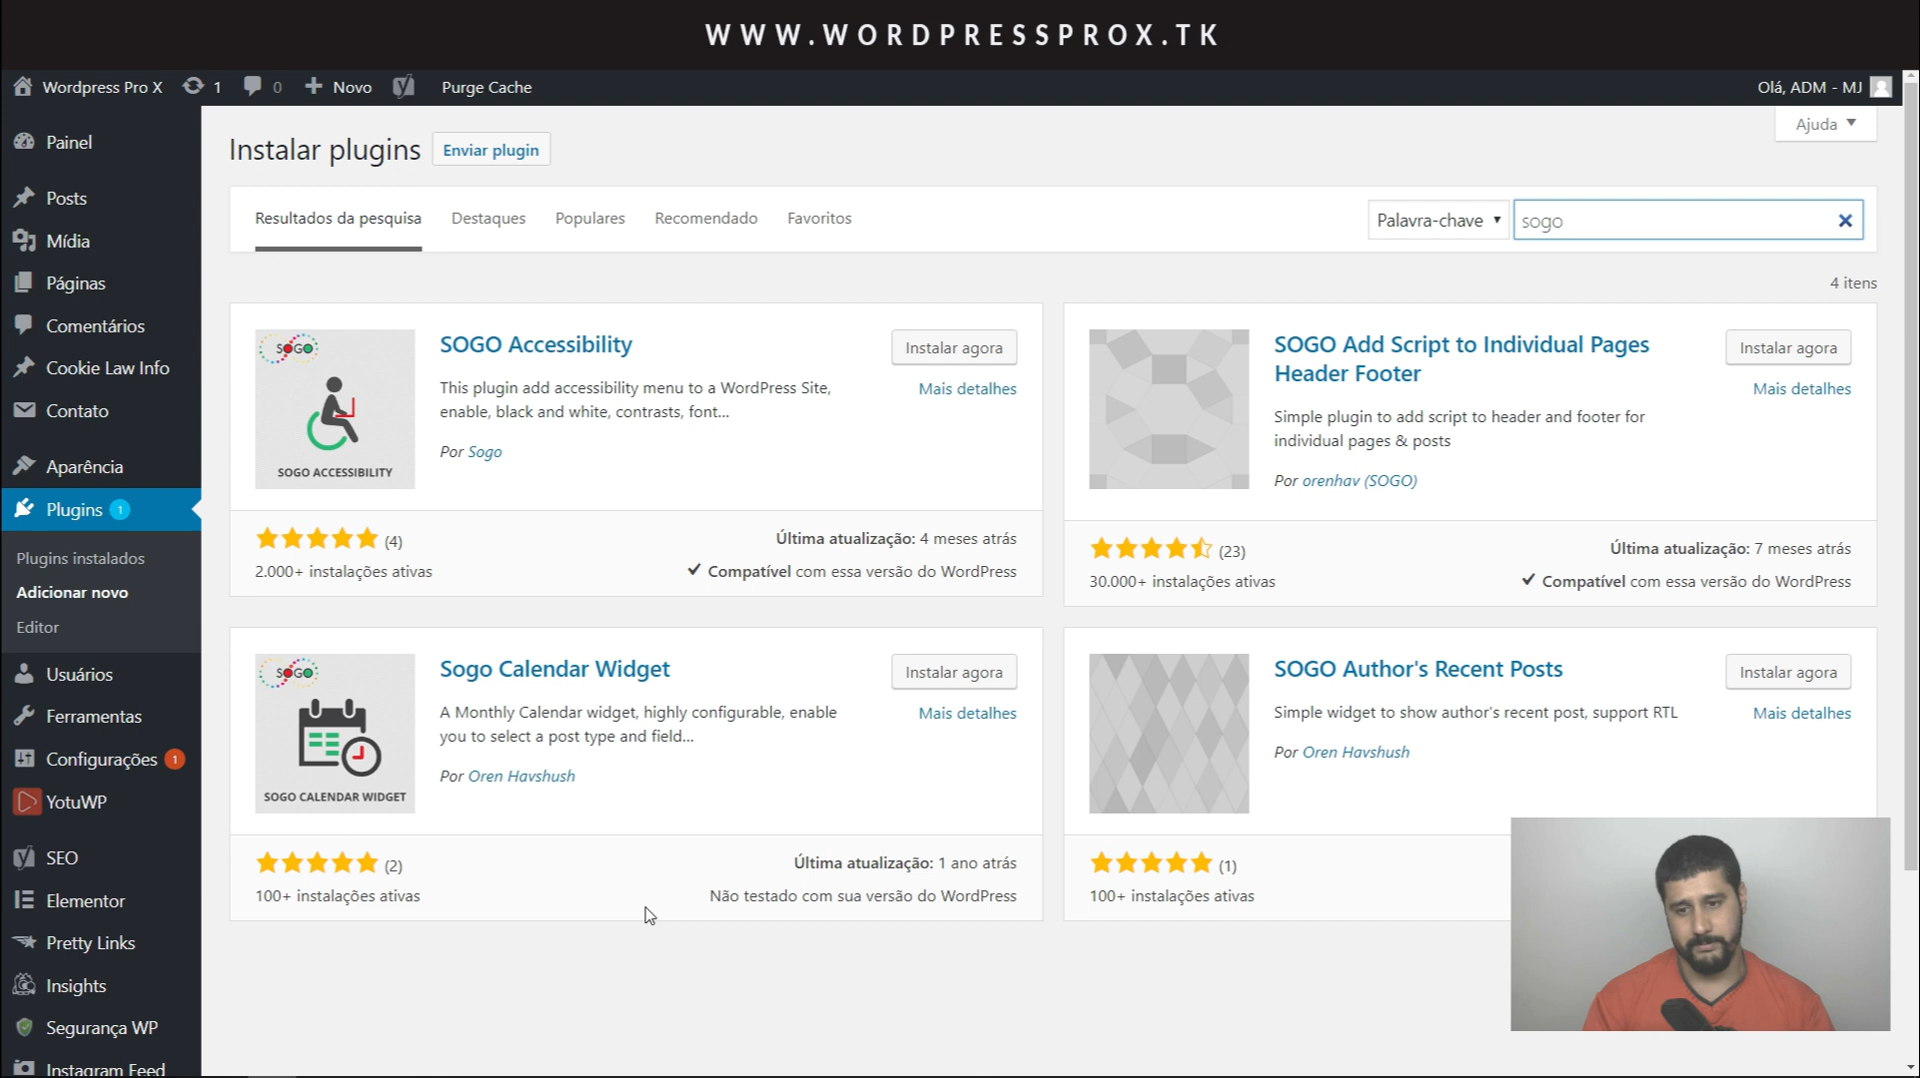 WWW.WORDPRESSPROX.TK
Wordpress Pro X 1 0 Novo Purge Cache Olá, ADM - MJ
Painel
Posts
Mídia
Páginas
Comentários
Cookie Law Info
Contato
Aparência
Plugins 1
Plugins instalados
Adicionar novo
Editor
Usuários
Ferramentas
Configurações 1
YotuWP
SEO
Elementor
Pretty Links
Insights
Segurança WP
Instagram Feed
Ajuda
Instalar plugins Enviar plugin
Resultados da pesquisa Destaques Populares Recomendado Favoritos Palavra-chave sogo
4 itens
SOGO
SOGO ACCESSIBILITY
SOGO Accessibility
Instalar agora
Mais detalhes
This plugin add accessibility menu to a WordPress Site,
enable, black and white, contrasts, font...
Por Sogo
(4)
Última atualização: 4 meses atrás
2.000+ instalações ativas
Compatível com essa versão do WordPress
SOGO Add Script to Individual Pages
Header Footer
Instalar agora
Mais detalhes
Simple plugin to add script to header and footer for
individual pages & posts
Por orenhav (SOGO)
(23)
Última atualização: 7 meses atrás
30.000+ instalações ativas
Compatível com essa versão do WordPress
SOGO
SOGO CALENDAR WIDGET
Sogo Calendar Widget
Instalar agora
Mais detalhes
A Monthly Calendar widget, highly configurable, enable
you to select a post type and field...
Por Oren Havshush
(2)
Última atualização: 1 ano atrás
100+ instalações ativas
Não testado com sua versão do WordPress
SOGO Author's Recent Posts
Instalar agora
Mais detalhes
Simple widget to show author's recent post, support RTL
Por Oren Havshush
(1)
100+ instalações ativas